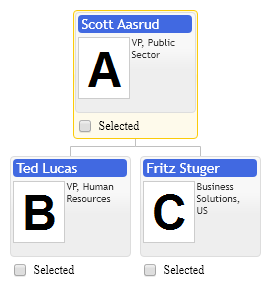 Scott Aasrud
A
VP, Public
Sector
Selected
Ted Lucas
B
VP, Human
Resources
Selected
Fritz Stuger
C
Business
Solutions,
US
Selected